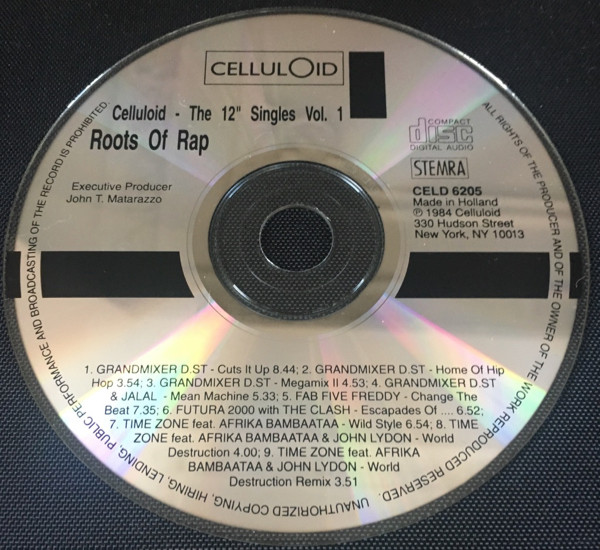 CELLULOID
Celluloid - The 12" Singles Vol. 1
Roots Of Rap
Executive Producer
John T. Matarazzo
COMPACT
disc
DIGITAL AUDIO
STEMRA
CELD 6205
Made in Holland
℗ 1984 Celluloid
330 Hudson Street
New York, NY 10013
1. GRANDMIXER D.ST - Cuts It Up 8.44; 2. GRANDMIXER D.ST - Home Of Hip
Hop 3.54; 3. GRANDMIXER D.ST - Megamix II 4.53; 4. GRANDMIXER D.ST
& JALAL - Mean Machine 5.33; 5. FAB FIVE FREDDY - Change The
Beat 7.35; 6. FUTURA 2000 with THE CLASH - Escapades Of .... 6.52;
7. TIME ZONE feat. AFRIKA BAMBAATAA - Wild Style 6.54; 8. TIME
ZONE feat. AFRIKA BAMBAATAA & JOHN LYDON - World
Destruction 4.00; 9. TIME ZONE feat. AFRIKA
BAMBAATAA & JOHN LYDON - World
Destruction Remix 3.51
ALL RIGHTS OF THE PRODUCER AND OF THE OWNER OF THE WORK REPRODUCED RESERVED. UNAUTHORIZED COPYING, HIRING, LENDING, PUBLIC PERFORMANCE AND BROADCASTING OF THE RECORD IS PROHIBITED.